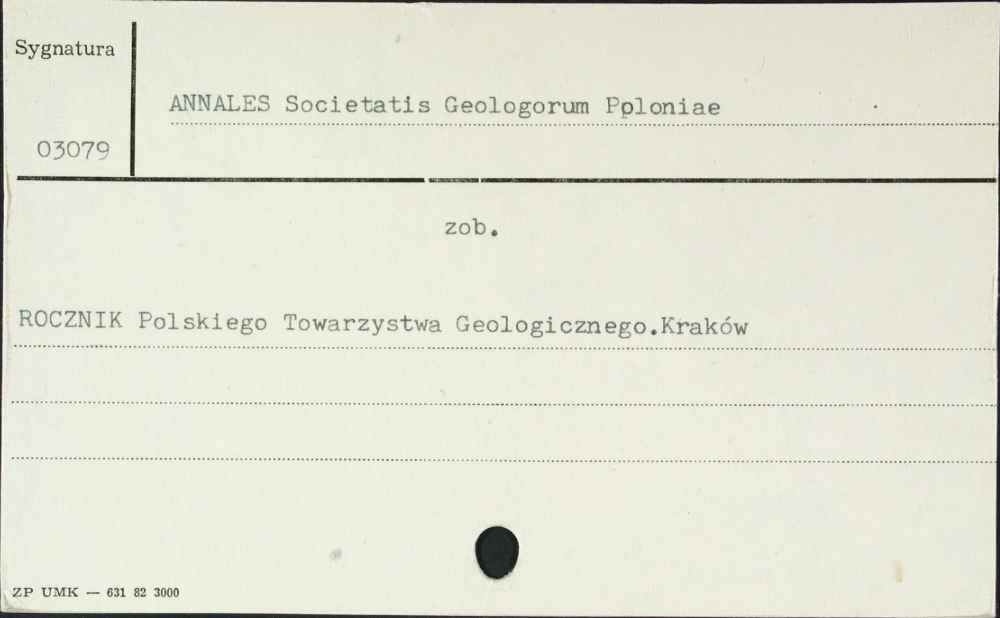 Sygnatura
ANNALES Societatis Geologorum Poloniae
03079
zob.
ROCZNIK Polskiego Towarzystwa Geologicznego.Kraków
ZP UMK — 631 82 3000